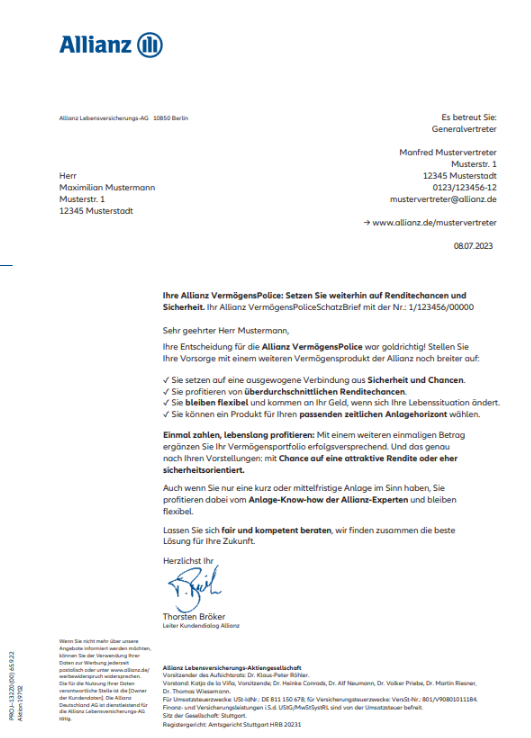 Allianz
Allianz Lebensversicherungs-AG 10850 Berlin
Es betreut Sie:
Generalvertreter
Manfred Mustervertreter
Musterstr. 1
12345 Musterstadt
0123/123456-12
mustervertreter@allianz.de
→ www.allianz.de/mustervertreter
08.07.2023
Herr
Maximilian Mustermann
Musterstr. 1
12345 Musterstadt
Ihre Allianz VermögensPolice: Setzen Sie weiterhin auf Renditechancen und
Sicherheit. Ihr Allianz VermögensPoliceSchatzBrief mit der Nr.: 1/123456/00000
Sehr geehrter Herr Mustermann,
Ihre Entscheidung für die Allianz VermögensPolice war goldrichtig! Stellen Sie
Ihre Vorsorge mit einem weiteren Vermögensprodukt der Allianz noch breiter auf:
✓ Sie setzen auf eine ausgewogene Verbindung aus Sicherheit und Chancen.
✓ Sie profitieren von überdurchschnittlichen Renditechancen.
✓ Sie bleiben flexibel und kommen an Ihr Geld, wenn sich Ihre Lebenssituation ändert.
✓ Sie können ein Produkt für Ihren passenden zeitlichen Anlagehorizont wählen.
Einmal zahlen, lebenslang profitieren: Mit einem weiteren einmaligen Betrag
ergänzen Sie Ihr Vermögensportfolio erfolgsversprechend. Und das genau
nach Ihren Vorstellungen: mit Chance auf eine attraktive Rendite oder eher
sicherheitsorientiert.
Auch wenn Sie nur eine kurz oder mittelfristige Anlage im Sinn haben, Sie
profitieren dabei vom Anlage-Know-how der Allianz-Experten und bleiben
flexibel.
Lassen Sie sich fair und kompetent beraten, wir finden zusammen die beste
Lösung für Ihre Zukunft.
Herzlichst Ihr
Thorsten Bröker
Leiter Kundendialog Allianz
Wenn Sie nicht mehr über unsere
Angebote informiert werden möchten,
können Sie der Verwendung Ihrer
Daten zur Werbung jederzeit
postalisch oder unter www.allianz.de/
werbewiderspruch widersprechen.
Die für die Nutzung Ihrer Daten
verantwortliche Stelle ist die [Owner
der Kundendaten]. Die Allianz
Deutschland AG ist dienstleistend für
die Allianz Lebensversicherungs-AG
tätig.
Allianz Lebensversicherungs-Aktiengesellschaft
Vorsitzender des Aufsichtsrats: Dr. Klaus-Peter Röhler.
Vorstand: Katja de la Viña, Vorsitzende; Dr. Heinke Conrads, Dr. Alf Neumann, Dr. Volker Priebe, Dr. Martin Riesner,
Dr. Thomas Wiesemann.
Für Umsatzsteuerzwecke: USt-IdNr.: DE 811 150 678; für Versicherungsteuerzwecke: VersSt-Nr.: 801/V90801011184.
Finanz- und Versicherungsleistungen i.S.d. UStG/MwStSystRL sind von der Umsatzsteuer befreit.
Sitz der Gesellschaft: Stuttgart.
Registergericht: Amtsgericht Stuttgart HRB 20231
Aktion 19702